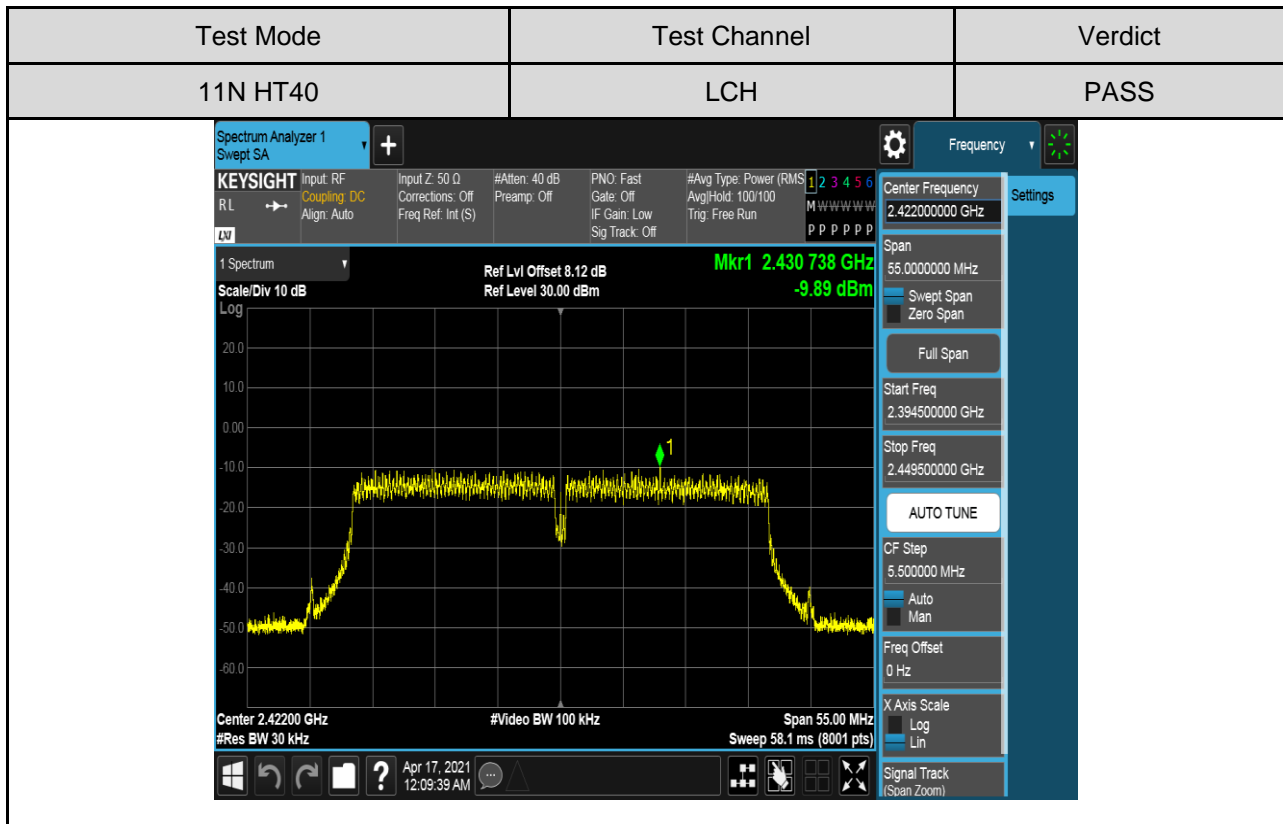 Test Mode Test Channel Verdict
11N HT40 LCH PASS
Spectrum Analyzer 1
Swept SA
Frequency
KEYSIGHT Input: RF Input Z: 50 Ω #Atten: 40 dB PNO: Fast #Avg Type: Power (RMS 1 2 3 4 5 6
RL Coupling: DC Corrections: Off Preamp: Off Gate: Off Avg|Hold: 100/100 M W W W W W
Align: Auto Freq Ref: Int (S) IF Gain: Low Trig: Free Run
LXI Sig Track: Off P P P P P P
1 Spectrum Ref Lvl Offset 8.12 dB Mkr1 2.430 738 GHz
Scale/Div 10 dB Ref Level 30.00 dBm -9.89 dBm
Log
20.0
10.0
0.00
1
-10.0
-20.0
-30.0
-40.0
-50.0
-60.0
Center 2.42200 GHz #Video BW 100 kHz Span 55.00 MHz
#Res BW 30 kHz Sweep 58.1 ms (8001 pts)
Apr 17, 2021
12:09:39 AM
Center Frequency
2.422000000 GHz
Settings
Span
55.0000000 MHz
Swept Span
Zero Span
Full Span
Start Freq
2.394500000 GHz
Stop Freq
2.449500000 GHz
AUTO TUNE
CF Step
5.500000 MHz
Auto
Man
Freq Offset
0 Hz
X Axis Scale
Log
Lin
Signal Track
(Span Zoom)